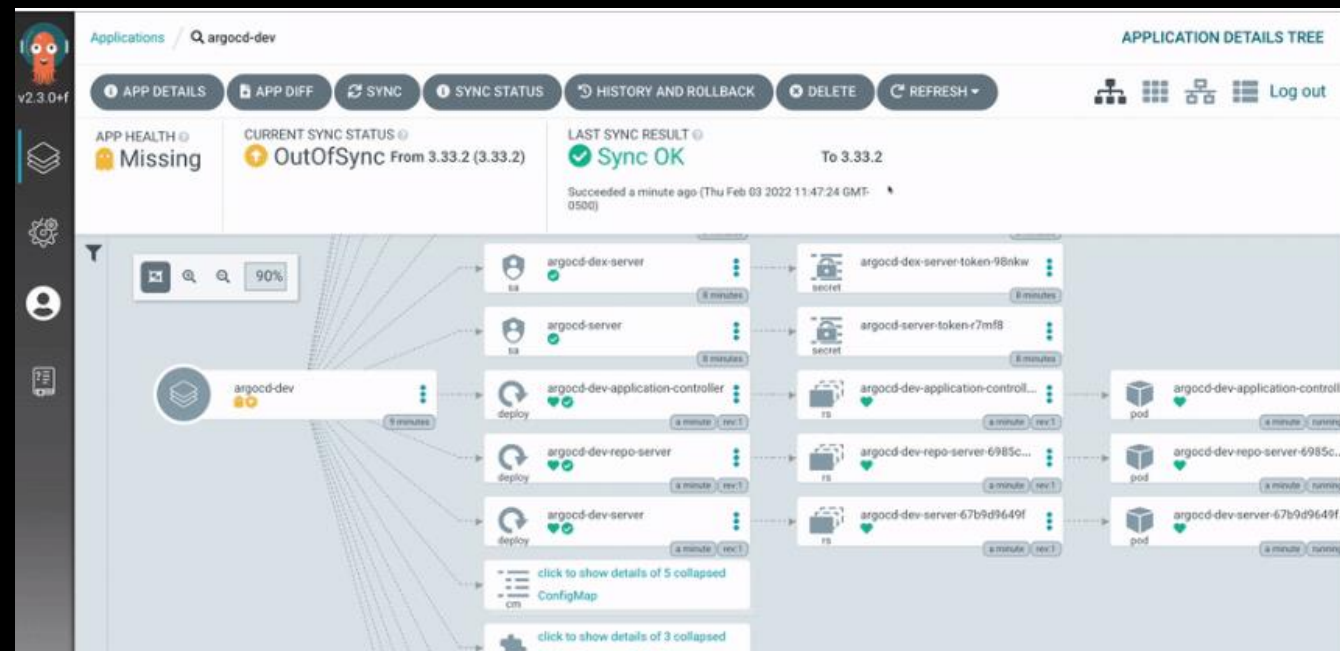 Applications / argocd-dev
APPLICATION DETAILS TREE
v2.3.0+f
APP DETAILS
APP DIFF
SYNC
SYNC STATUS
HISTORY AND ROLLBACK
DELETE
REFRESH
Log out
APP HEALTH
Missing
CURRENT SYNC STATUS
OutOfSync From 3.33.2 (3.33.2)
LAST SYNC RESULT
Sync OK To 3.33.2
Succeeded a minute ago (Thu Feb 03 2022 11:47:24 GMT-
0500)
90%
argocd-dev
9 minutes
argocd-dex-server
sa
8 minutes
argocd-dex-server-token-98nkw
secret
8 minutes
argocd-server
sa
8 minutes
argocd-server-token-r7mf8
secret
8 minutes
argocd-dev-application-controller
deploy
a minute rev:1
argocd-dev-application-controll...
rs
a minute rev:1
argocd-dev-application-controll
pod
a minute running
argocd-dev-repo-server
deploy
a minute rev:1
argocd-dev-repo-server-6985c...
rs
a minute rev:1
argocd-dev-repo-server-6985c...
pod
a minute running
argocd-dev-server
deploy
a minute rev:1
argocd-dev-server-67b9d9649f
rs
a minute rev:1
argocd-dev-server-67b9d9649f
pod
a minute running
click to show details of 5 collapsed
ConfigMap
cm
click to show details of 3 collapsed